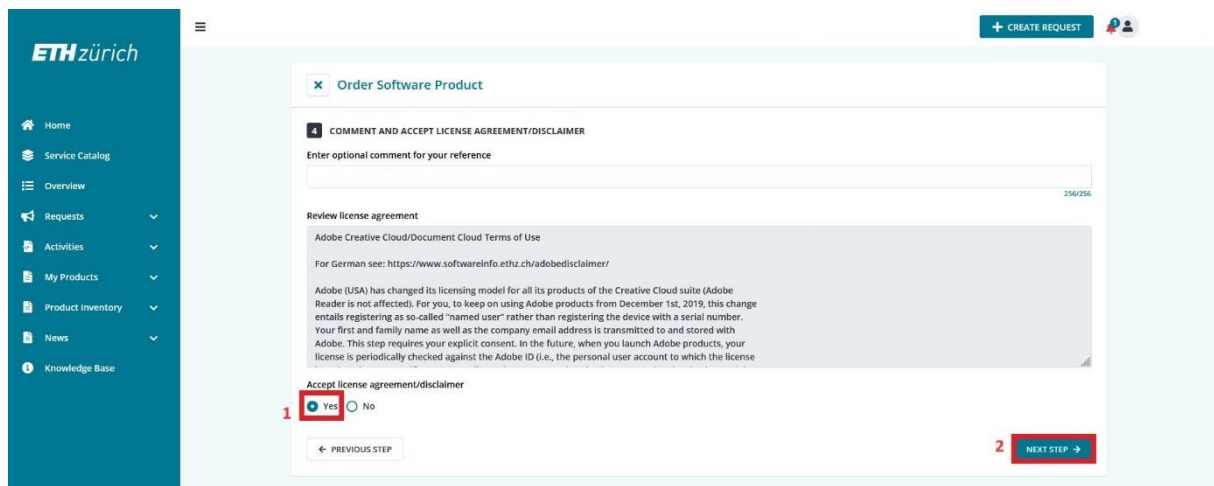 ETH zürich
+ CREATE REQUEST
1
Home
Service Catalog
Overview
Requests
Activities
My Products
Product Inventory
News
Knowledge Base
Order Software Product
4 COMMENT AND ACCEPT LICENSE AGREEMENT/DISCLAIMER
Enter optional comment for your reference
256/256
Review license agreement
Adobe Creative Cloud/Document Cloud Terms of Use
For German see: https://www.softwareinfo.ethz.ch/adobedisclaimer/
Adobe (USA) has changed its licensing model for all its products of the Creative Cloud suite (Adobe
Reader is not affected). For you, to keep on using Adobe products from December 1st, 2019, this change
entails registering as so-called "named user" rather than registering the device with a serial number.
Your first and family name as well as the company email address is transmitted to and stored with
Adobe. This step requires your explicit consent. In the future, when you launch Adobe products, your
license is periodically checked against the Adobe ID (i.e., the personal user account to which the license
Accept license agreement/disclaimer
1 Yes No
← PREVIOUS STEP
2 NEXT STEP →